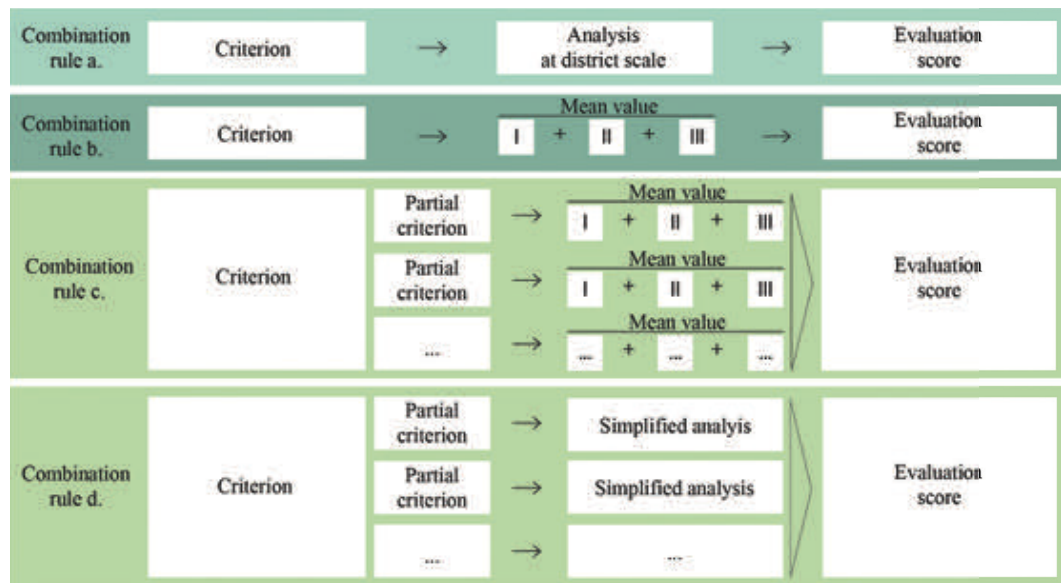 Combination
rule a.
Criterion
→
Analysis
at district scale
→
Evaluation
score
Combination
rule b.
Criterion
→
Mean value
I + II + III
→
Evaluation
score
Combination
rule c.
Criterion
Partial
criterion
→
Mean value
I + II + III
Partial
criterion
→
Mean value
I + II + III
...
→
Mean value
... + ... + ...
Evaluation
score
Combination
rule d.
Criterion
Partial
criterion
→
Simplified analyis
Partial
criterion
→
Simplified analysis
...
→
...
Evaluation
score